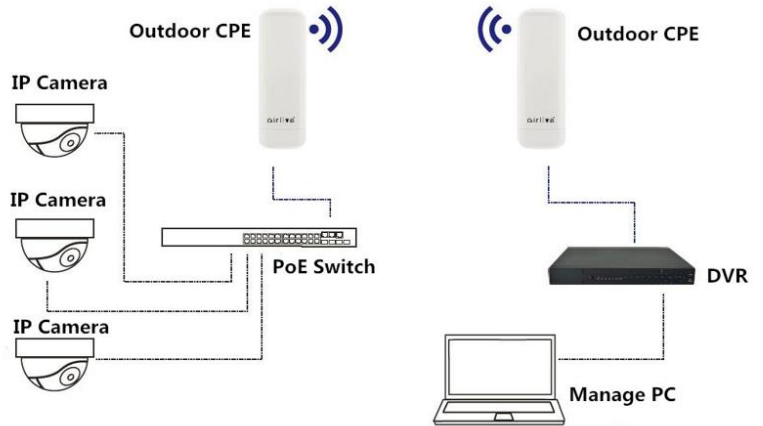 Outdoor CPE
Outdoor CPE
IP Camera
airlive
airlive
IP Camera
PoE Switch
DVR
IP Camera
Manage PC